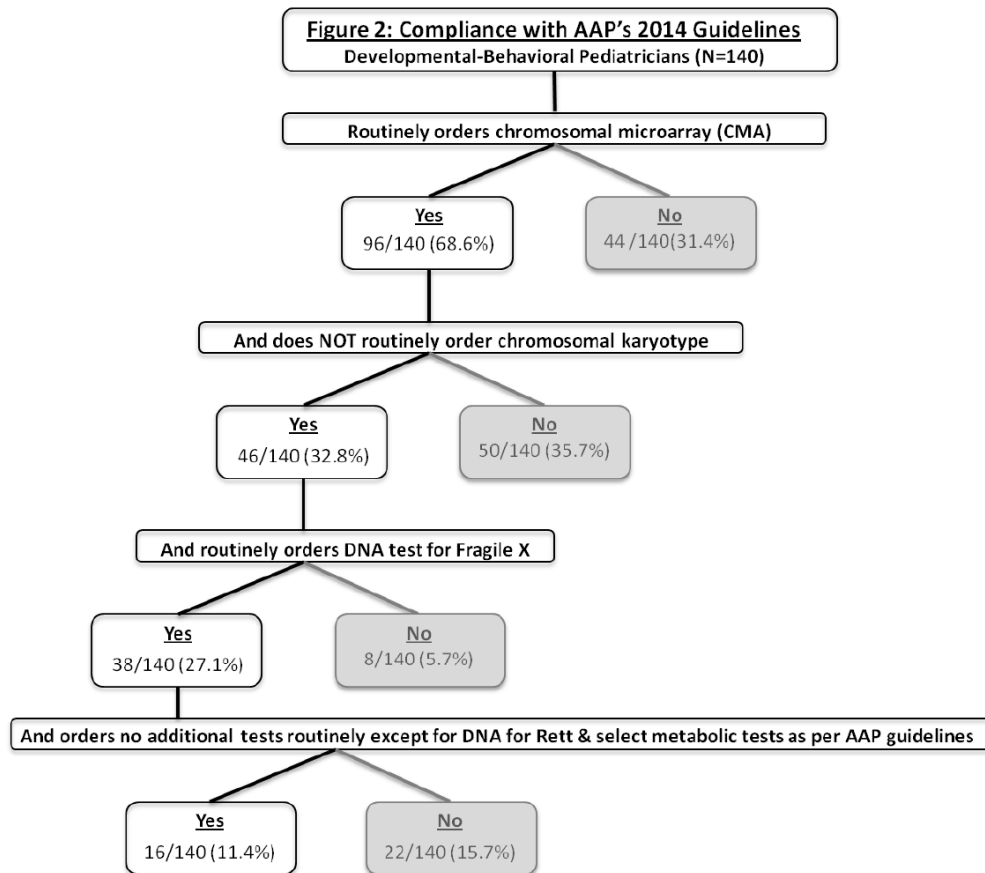 Figure 2: Compliance with AAP's 2014 Guidelines
Developmental-Behavioral Pediatricians (N=140)
Routinely orders chromosomal microarray (CMA)
Yes
96/140 (68.6%)
No
44 /140(31.4%)
And does NOT routinely order chromosomal karyotype
Yes
46/140 (32.8%)
No
50/140 (35.7%)
And routinely orders DNA test for Fragile X
Yes
38/140 (27.1%)
No
8/140 (5.7%)
And orders no additional tests routinely except for DNA for Rett & select metabolic tests as per AAP guidelines
Yes
16/140 (11.4%)
No
22/140 (15.7%)